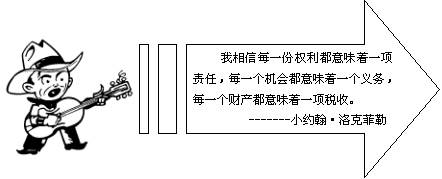 我相信每一份权利都意味着一项
责任，每一个机会都意味着一个义务，
每一个财产都意味着一项税收。
-------小约翰·洛克菲勒